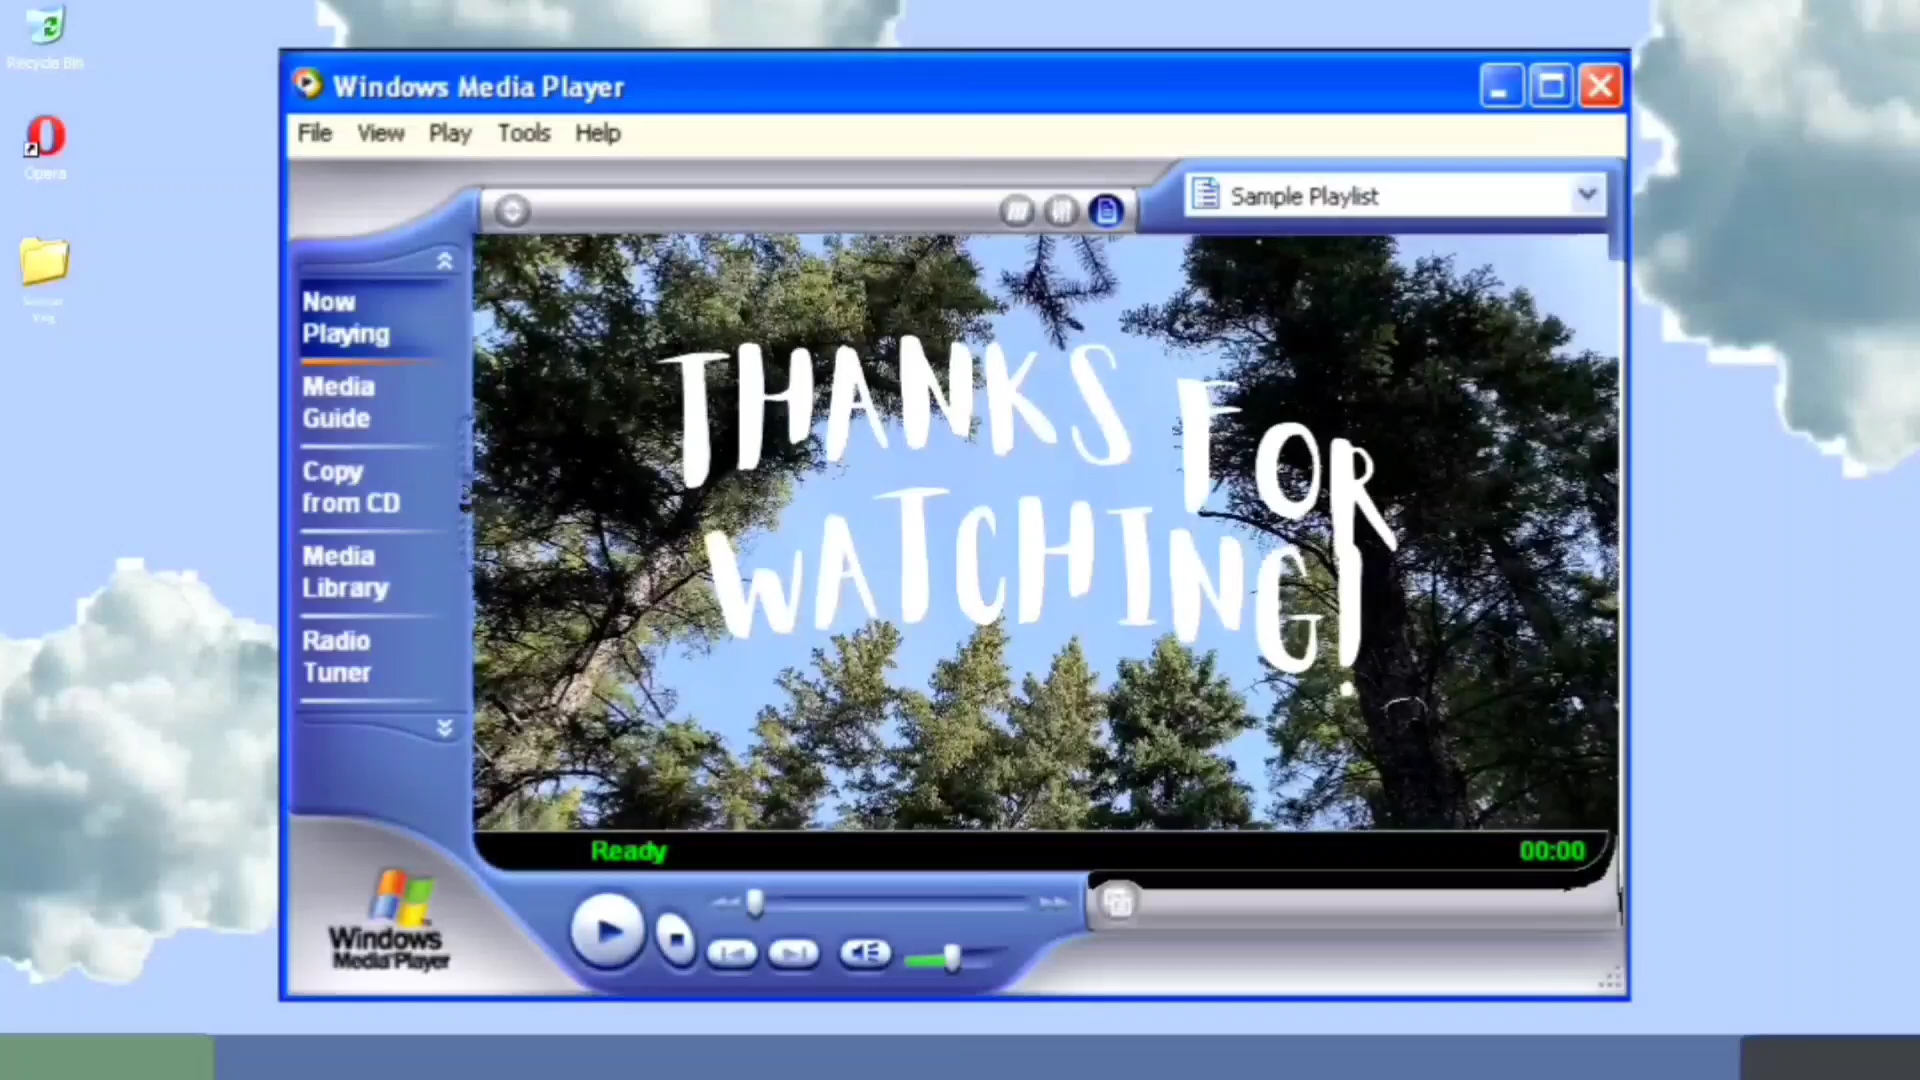 Recycle Bin
Opera
Windows Media Player
File View Play Tools Help
Sample Playlist
Now
Playing
Media
Guide
Copy
from CD
Media
Library
Radio
Tuner
THANKS FOR
WATCHING!
Ready
00:00
Windows
Media Player